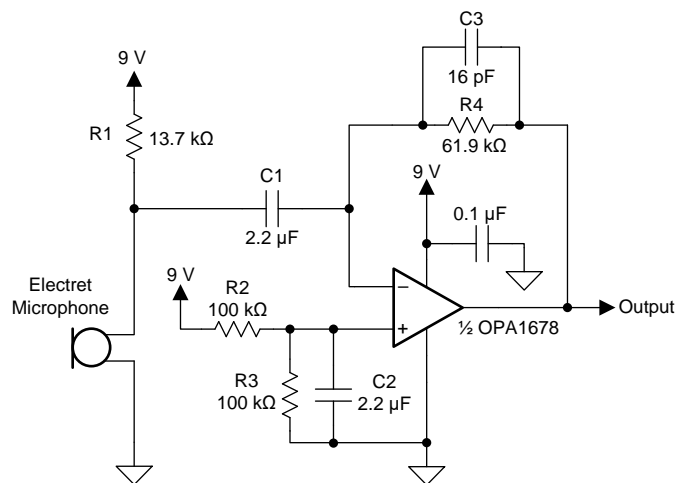 C3
16 pF
9 V
R4
R1
13.7 kΩ
61.9 kΩ
C1
9 V
0.1 µF
2.2 µF
Electret
Microphone
9 V
R2
100 kΩ
–
+
Output
½ OPA1678
R3
100 kΩ
C2
2.2 µF